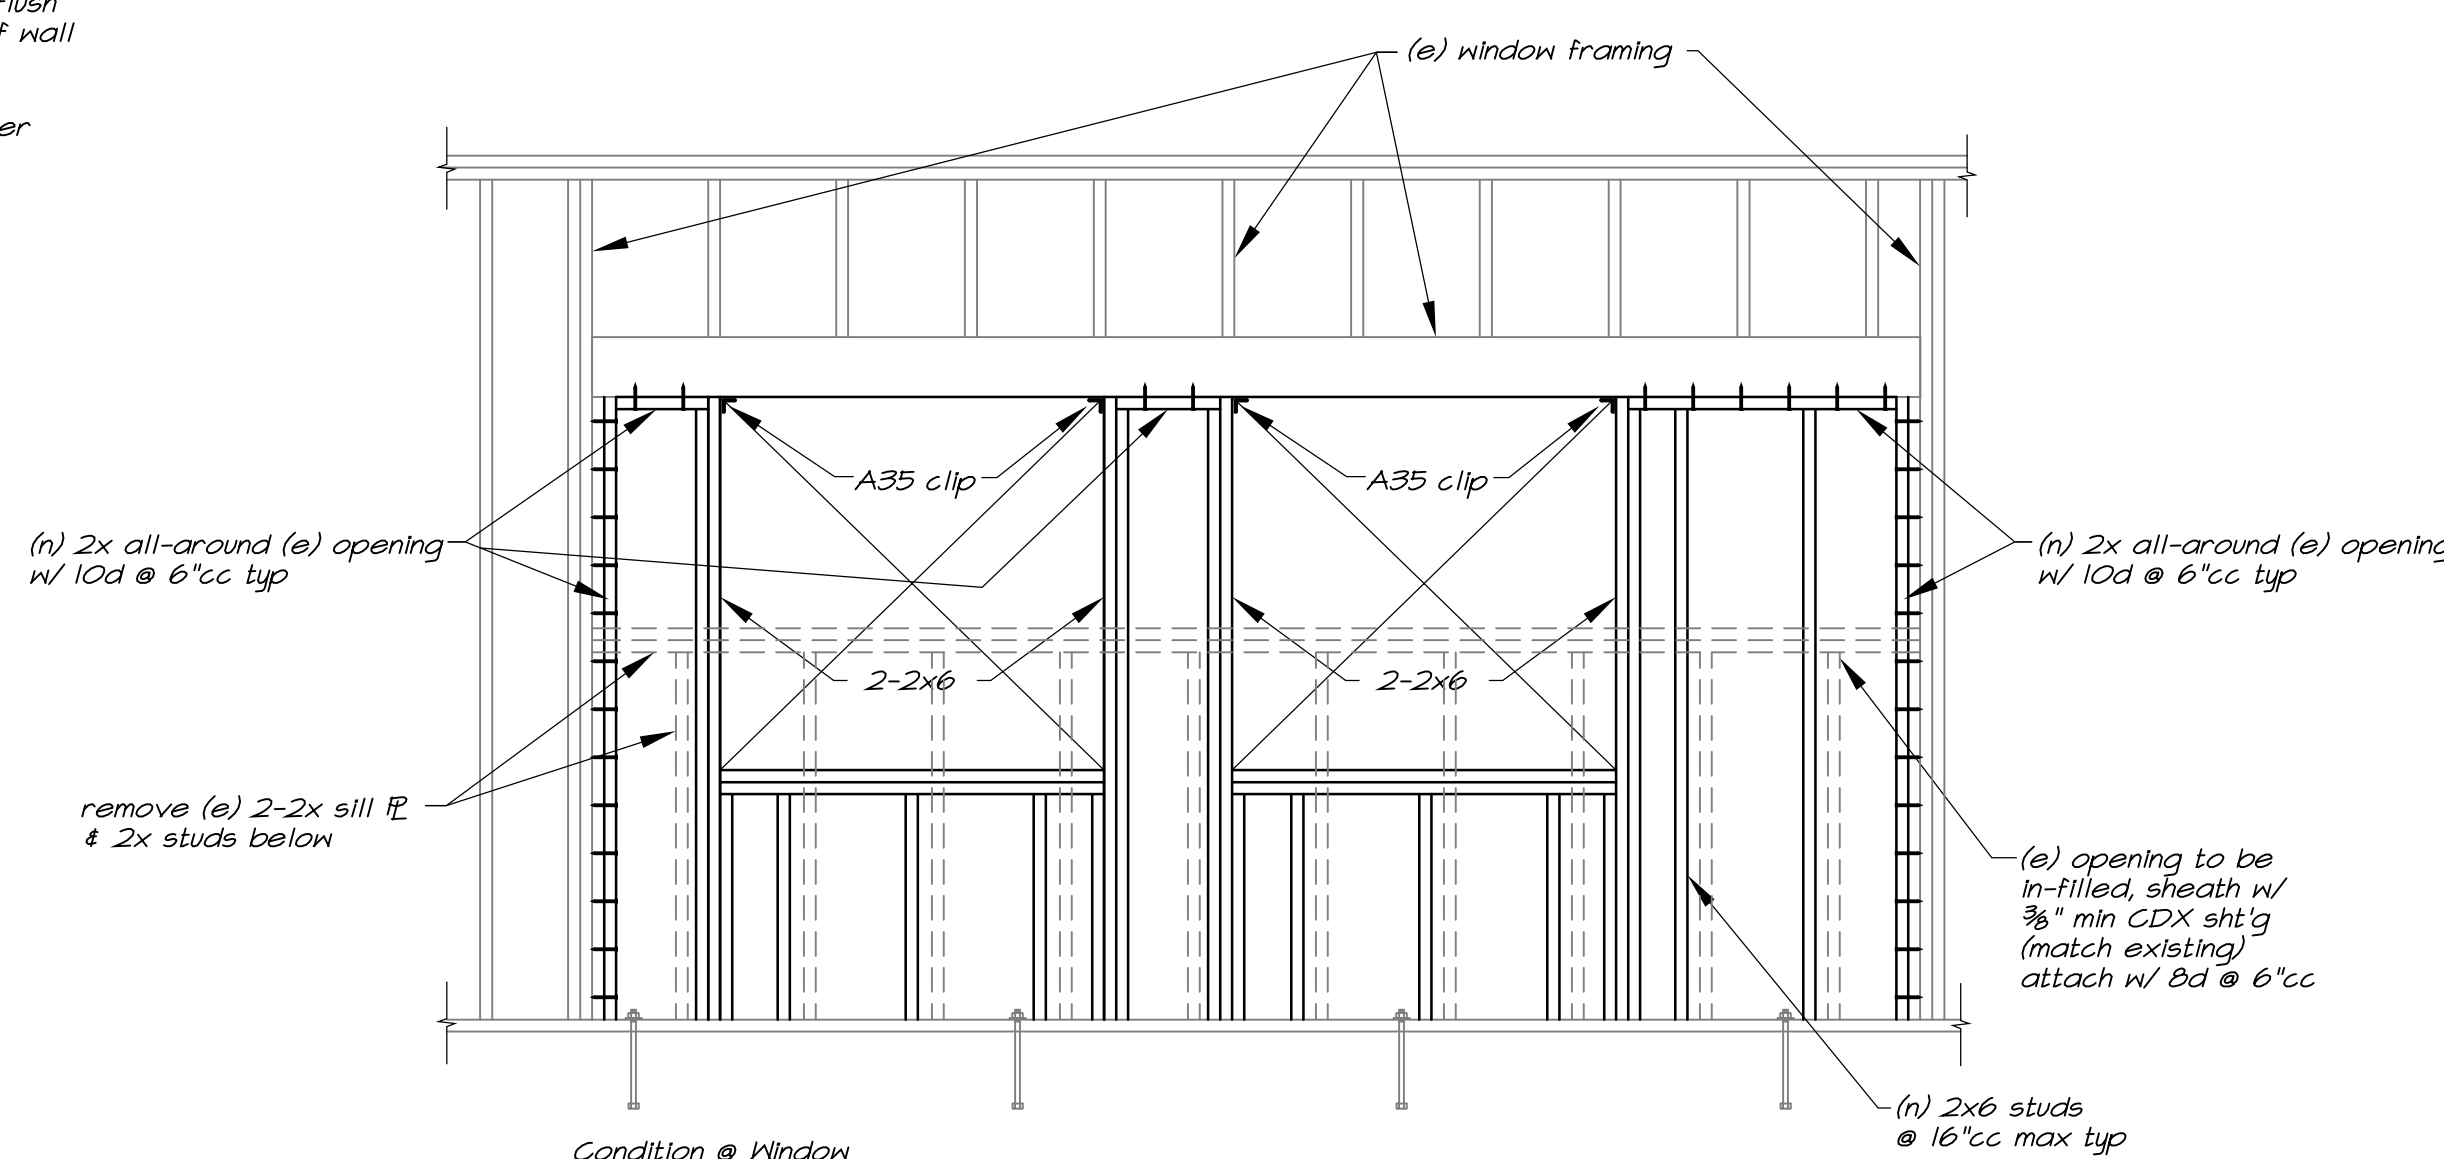 flush
f wall
er
(e) window framing
A35 clip
A35 clip
(n) 2x all-around (e) opening
w/ 10d @ 6"cc typ
(n) 2x all-around (e) opening
w/ 10d @ 6"cc typ
2-2x6
2-2x6
remove (e) 2-2x sill PL
& 2x studs below
(e) opening to be
in-filled, sheath w/
3/8" min CDX sht'g
(match existing)
attach w/ 8d @ 6"cc
(n) 2x6 studs
@ 16"cc max typ
Condition @ Window